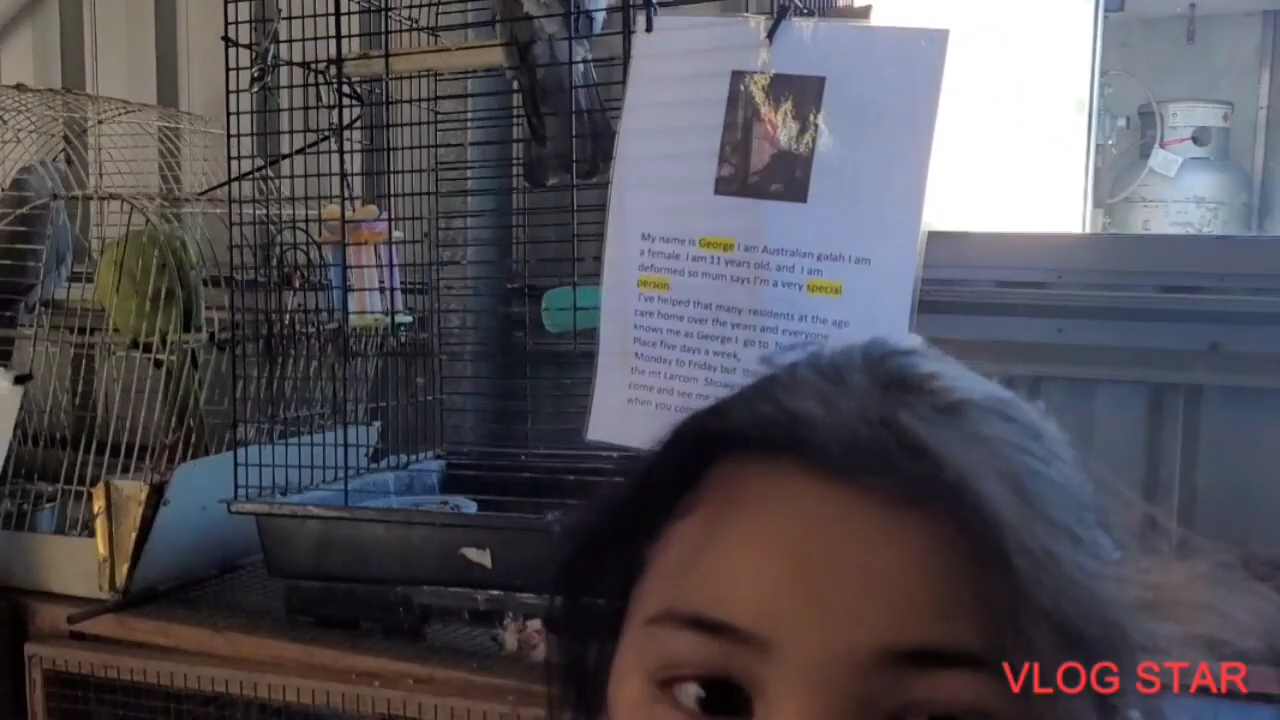 My name is George I am Australian galah I am
a female. I am 11 years old, and I am
deformed so mum says I'm a very special
person.
I've helped that many residents at the age
care home over the years and everyone
knows me as George I go to
Place five days a week,
Monday to Friday but
the mt Larcom
come and see me
when you
VLOG STAR